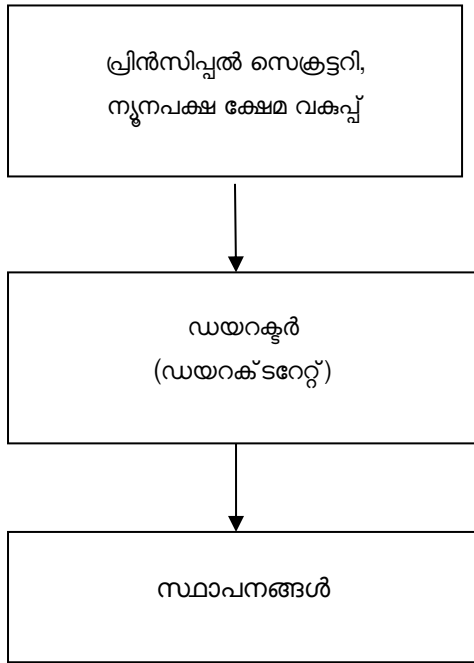 പ്രിൻസിപ്പൽ സെക്രട്ടറി,
ന്യൂനപക്ഷ ക്ഷേമ വകുപ്പ്
ഡയറക്ടർ
(ഡയറക്‌ടറേറ്റ്)
സ്ഥാപനങ്ങൾ